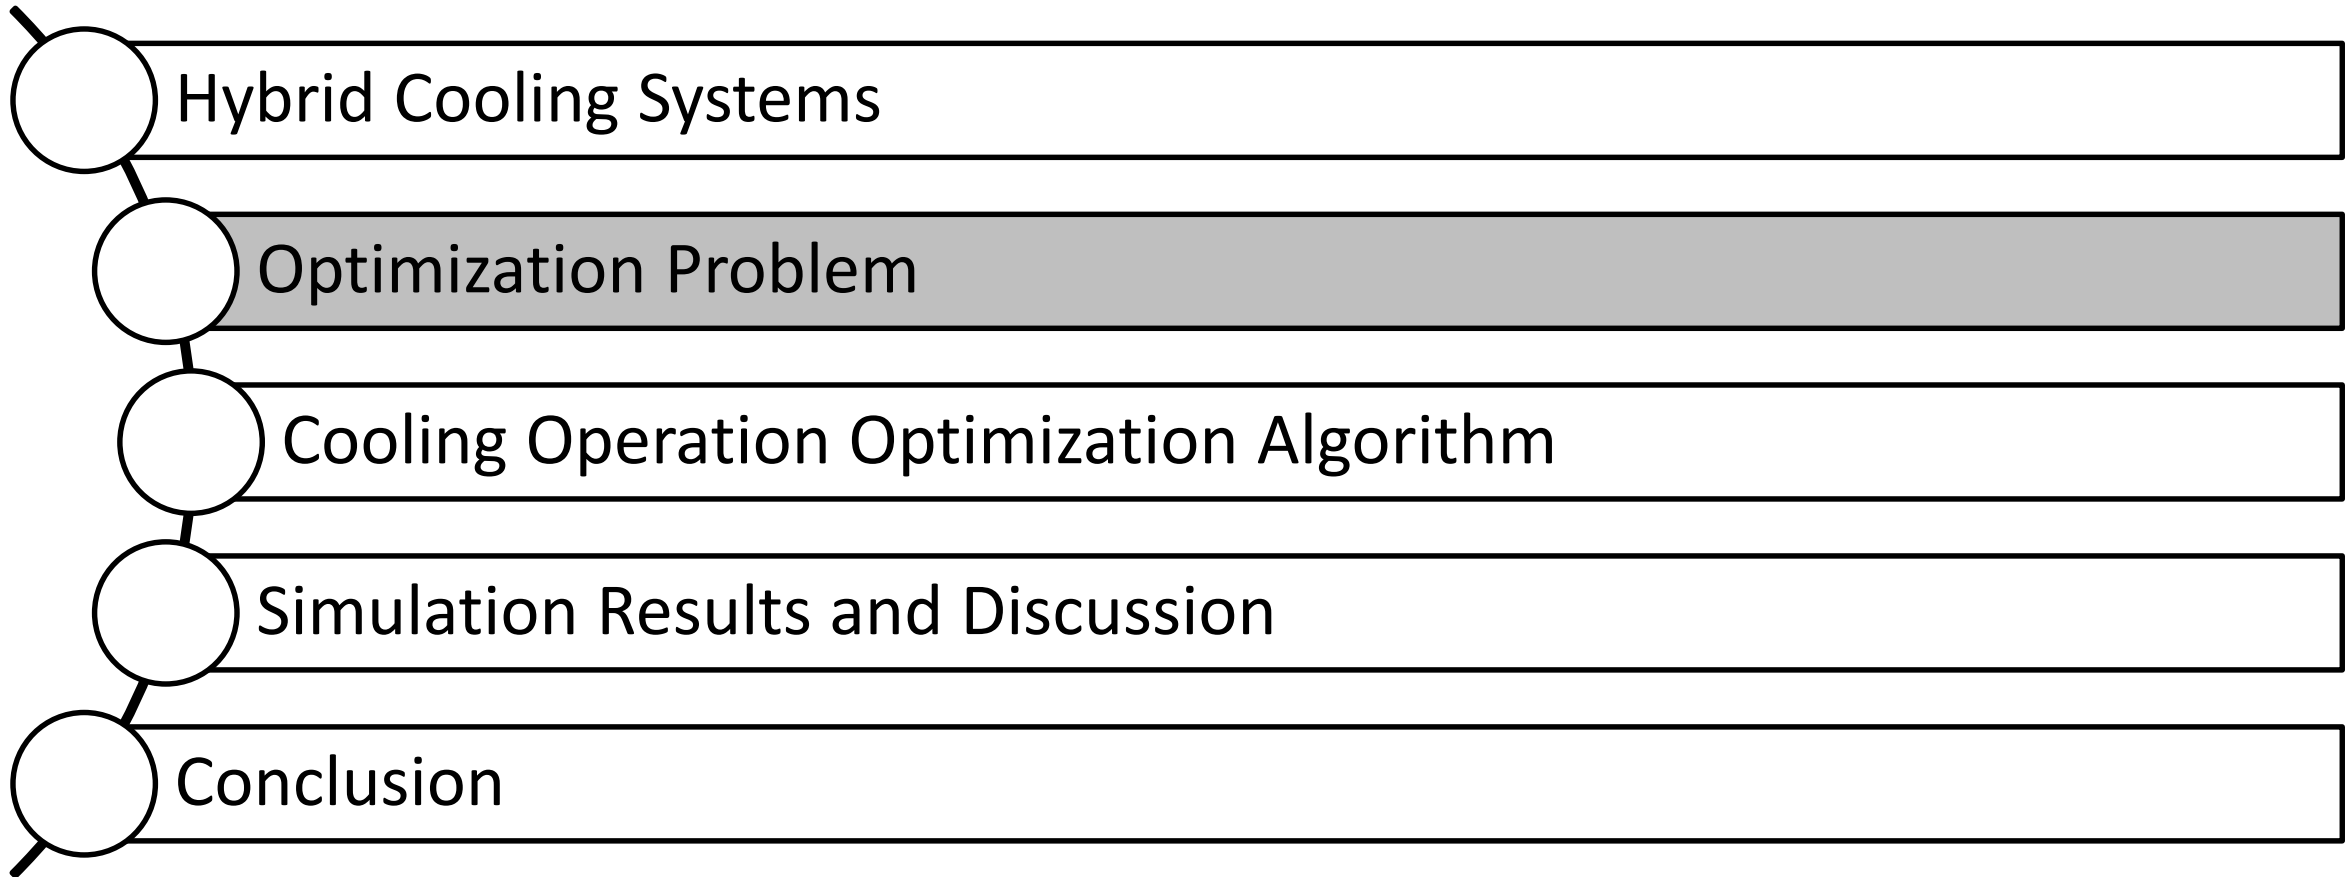 Hybrid Cooling Systems
Optimization Problem
Cooling Operation Optimization Algorithm
Simulation Results and Discussion
Conclusion